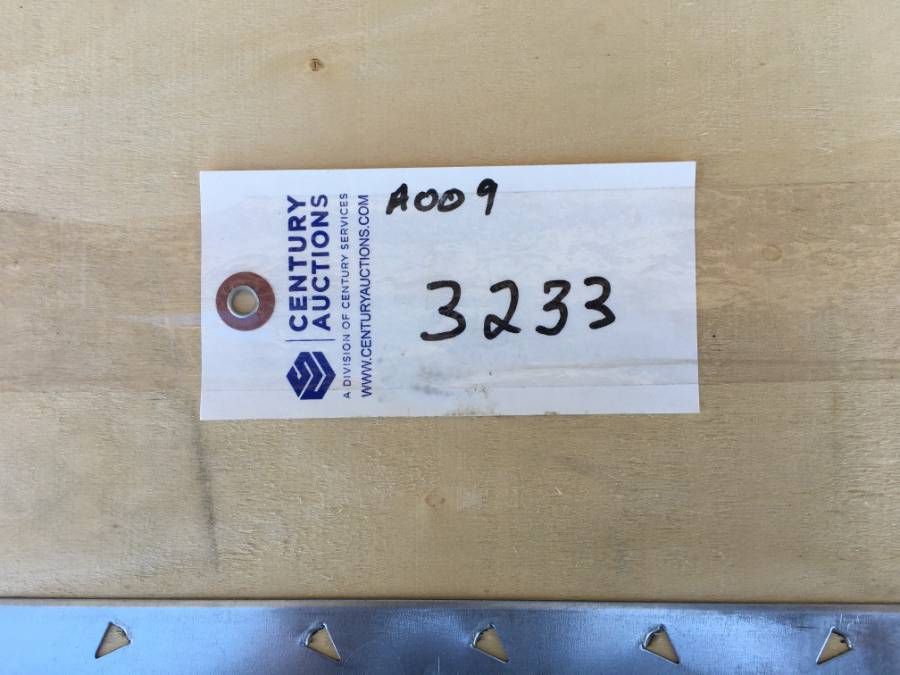 A009
3233
CENTURY
AUCTIONS
A DIVISION OF CENTURY SERVICES
WWW.CENTURYAUCTIONS.COM